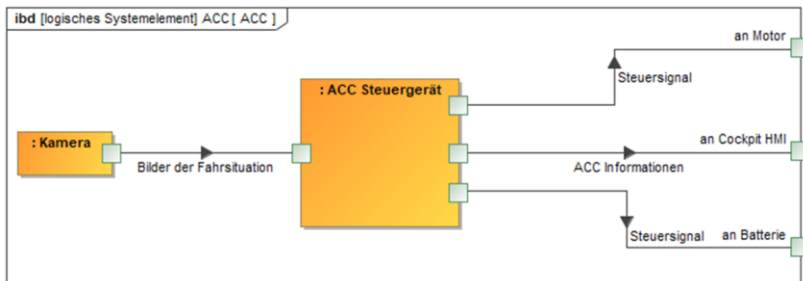 ibd [logisches Systemelement] ACC [ ACC ]
an Motor
Steuersignal
: ACC Steuergerät
: Kamera
Bilder der Fahrsituation
an Cockpit HMI
ACC Informationen
Steuersignal
an Batterie